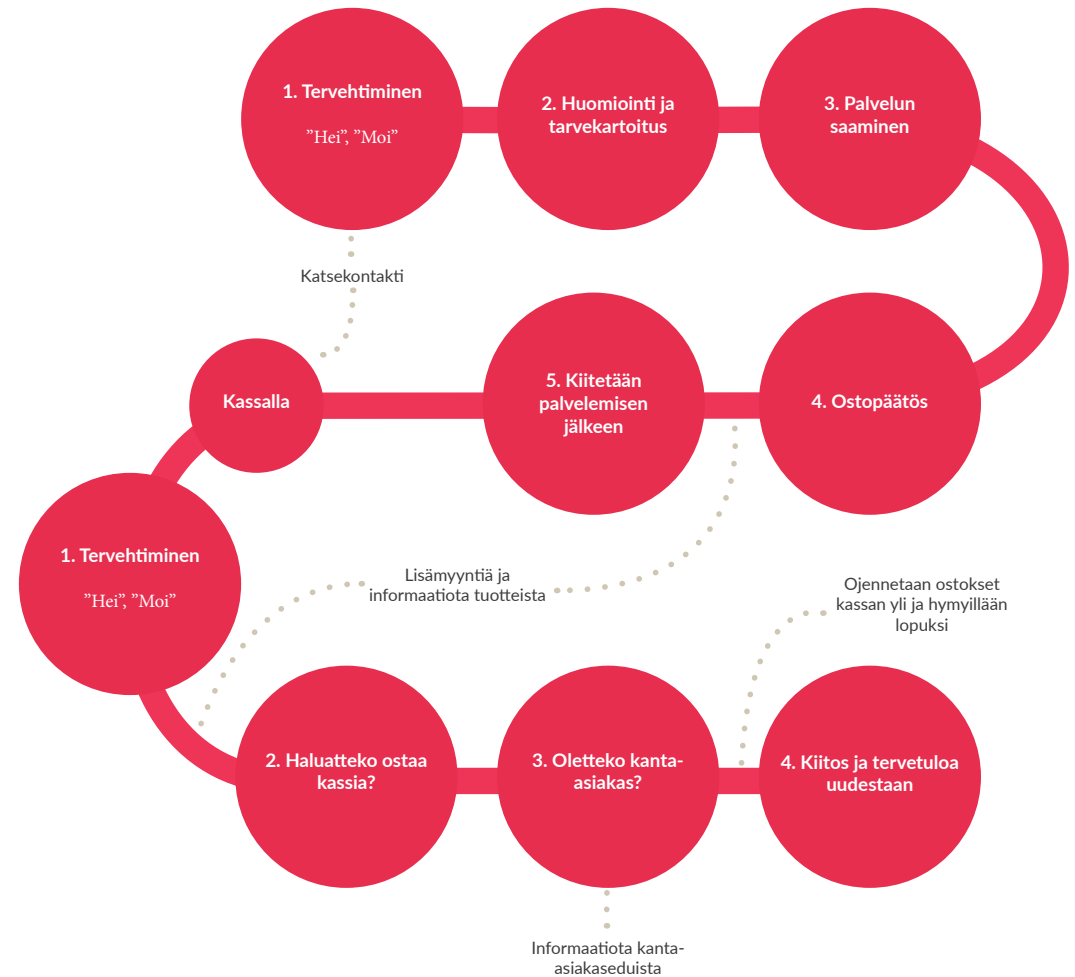 1. Tervehtiminen
”Hei”, ”Moi”
2. Huomiointi ja
tarvekartoitus
3. Palvelun
saaminen
Katsekontakti
4. Ostopäätös
5. Kiitetään
palvelemisen
jälkeen
Kassalla
1. Tervehtiminen
”Hei”, ”Moi”
Lisämyyntiä ja
informaatiota tuotteista
Ojennetaan ostokset
kassan yli ja hymyillään
lopuksi
2. Haluatteko ostaa
kassia?
3. Oletteko kanta-
asiakas?
4. Kiitos ja tervetuloa
uudestaan
Informaatiota kanta-
asiakaseduista